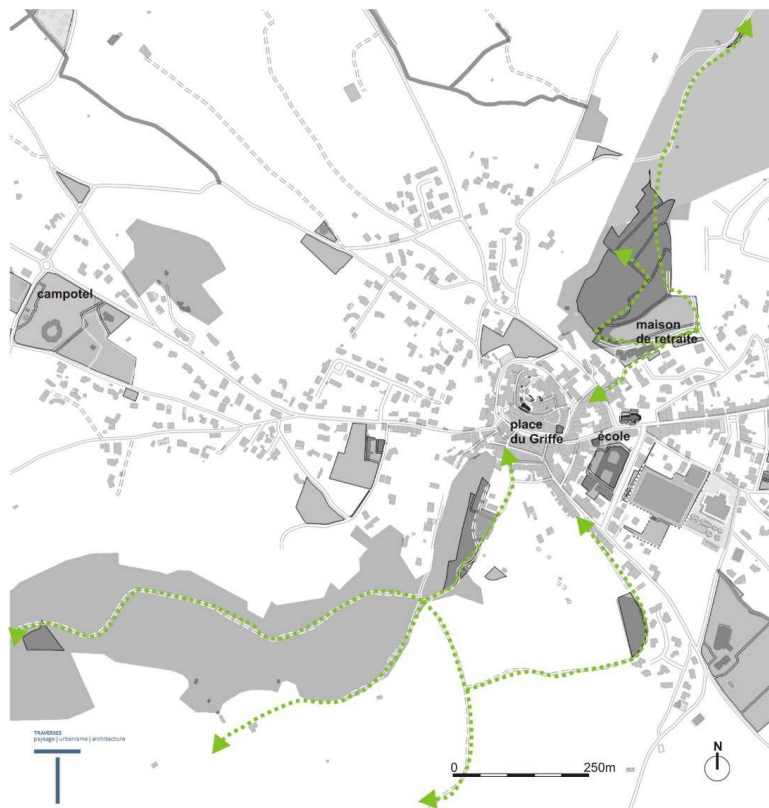 campotel
maison
de retraite
place
du Griffe
école
TRAVERSES
paysage | urbanisme | architecture
0
250m
N